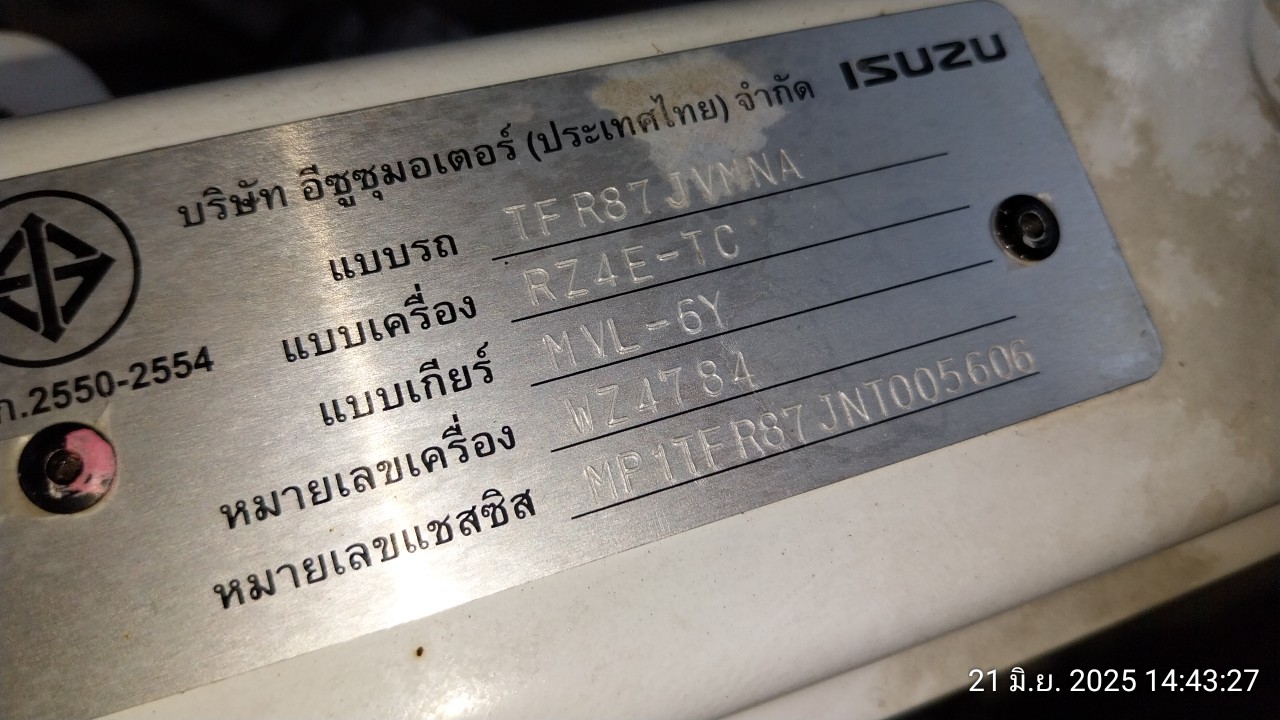 ISUZU
บริษัท อีซูซุมอเตอร์ (ประเทศไทย) จำกัด
แบบรถ TFR87JVMNA
แบบเครื่อง RZ4E-TC
แบบเกียร์ MVL-6Y
หมายเลขเครื่อง WZ4784
หมายเลขแชสซิส MP1TFR87JNT005606
ก.2550-2554
21 มิ.ย. 2025 14:43:27